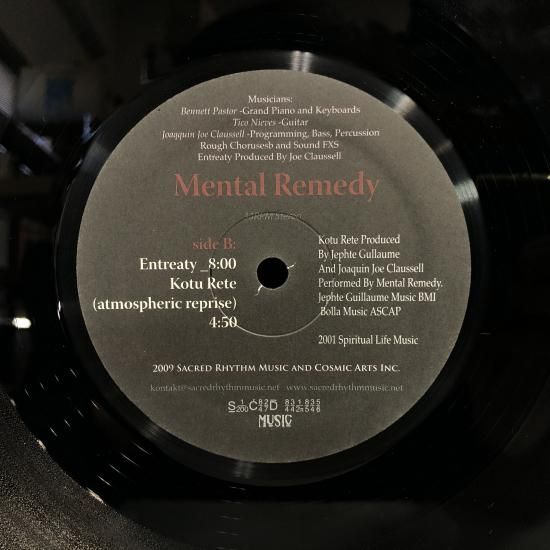 Musicians:
Bennett Pastor -Grand Piano and Keyboards
Tico Nieves -Guitar
Joaquin Joe Claussell -Programming, Bass, Percussion
Rough Chorusesb and Sound FXS
Entreaty Produced By Joe Claussell
Mental Remedy
RPM Stereo
side B:
Entreaty _8:00
Kotu Rete
(atmospheric reprise)
4:50
Kotu Rete Produced
By Jephte Gullaume
And Joaquin Joe Claussell
Performed By Mental Remedy.
Jephte Guillaume Music BMI
Bolla Music ASCAP
2001 Spiritual Life Music
2009 Sacred Rhythm Music and Cosmic Arts Inc.
kontakt@sacredrhythmmusic.net www.sacredrhythmmusic.net
MUSIC